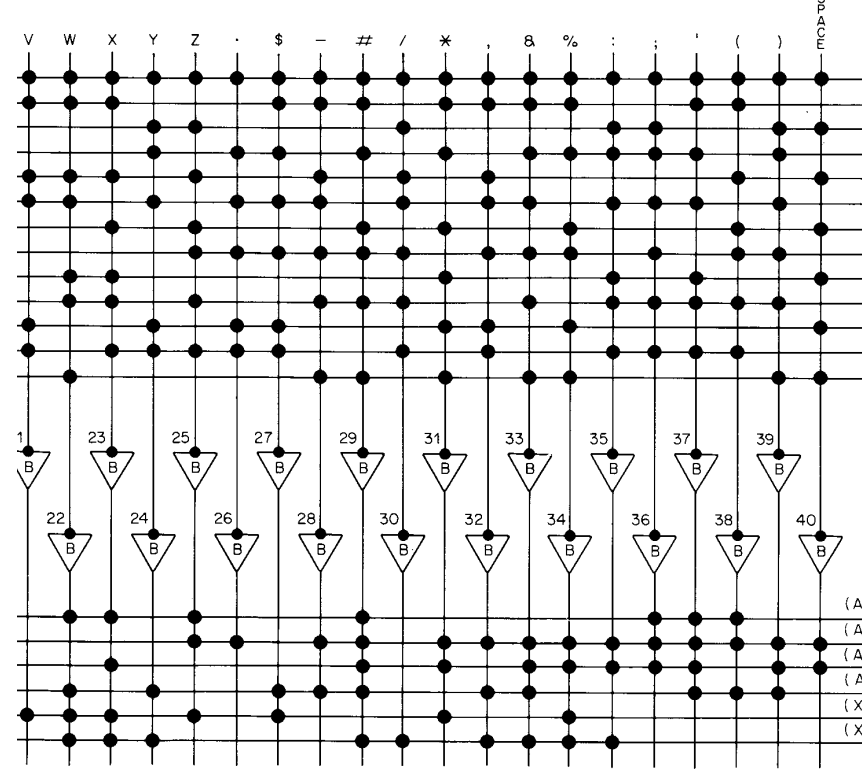 SPACE
V W X Y Z . $ - # / * , & % : ; ' ( )
1 23 25 27 29 31 33 35 37 39
B B B B B B B B B B
22 24 26 28 30 32 34 36 38 40
B B B B B B B B B B
(A
(A
(A
(A
(X
(X